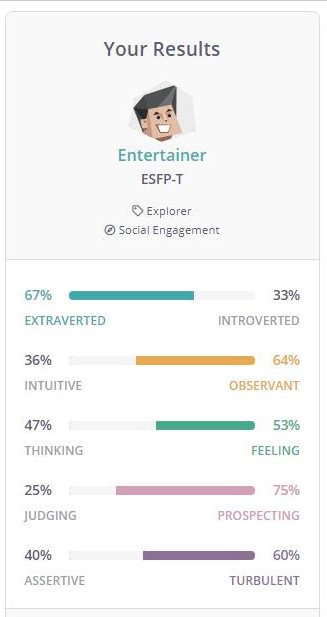 Your Results
Entertainer
ESFP-T
Explorer
Social Engagement
67% 33%
EXTRAVERTED INTROVERTED
36% 64%
INTUITIVE OBSERVANT
47% 53%
THINKING FEELING
25% 75%
JUDGING PROSPECTING
40% 60%
ASSERTIVE TURBULENT